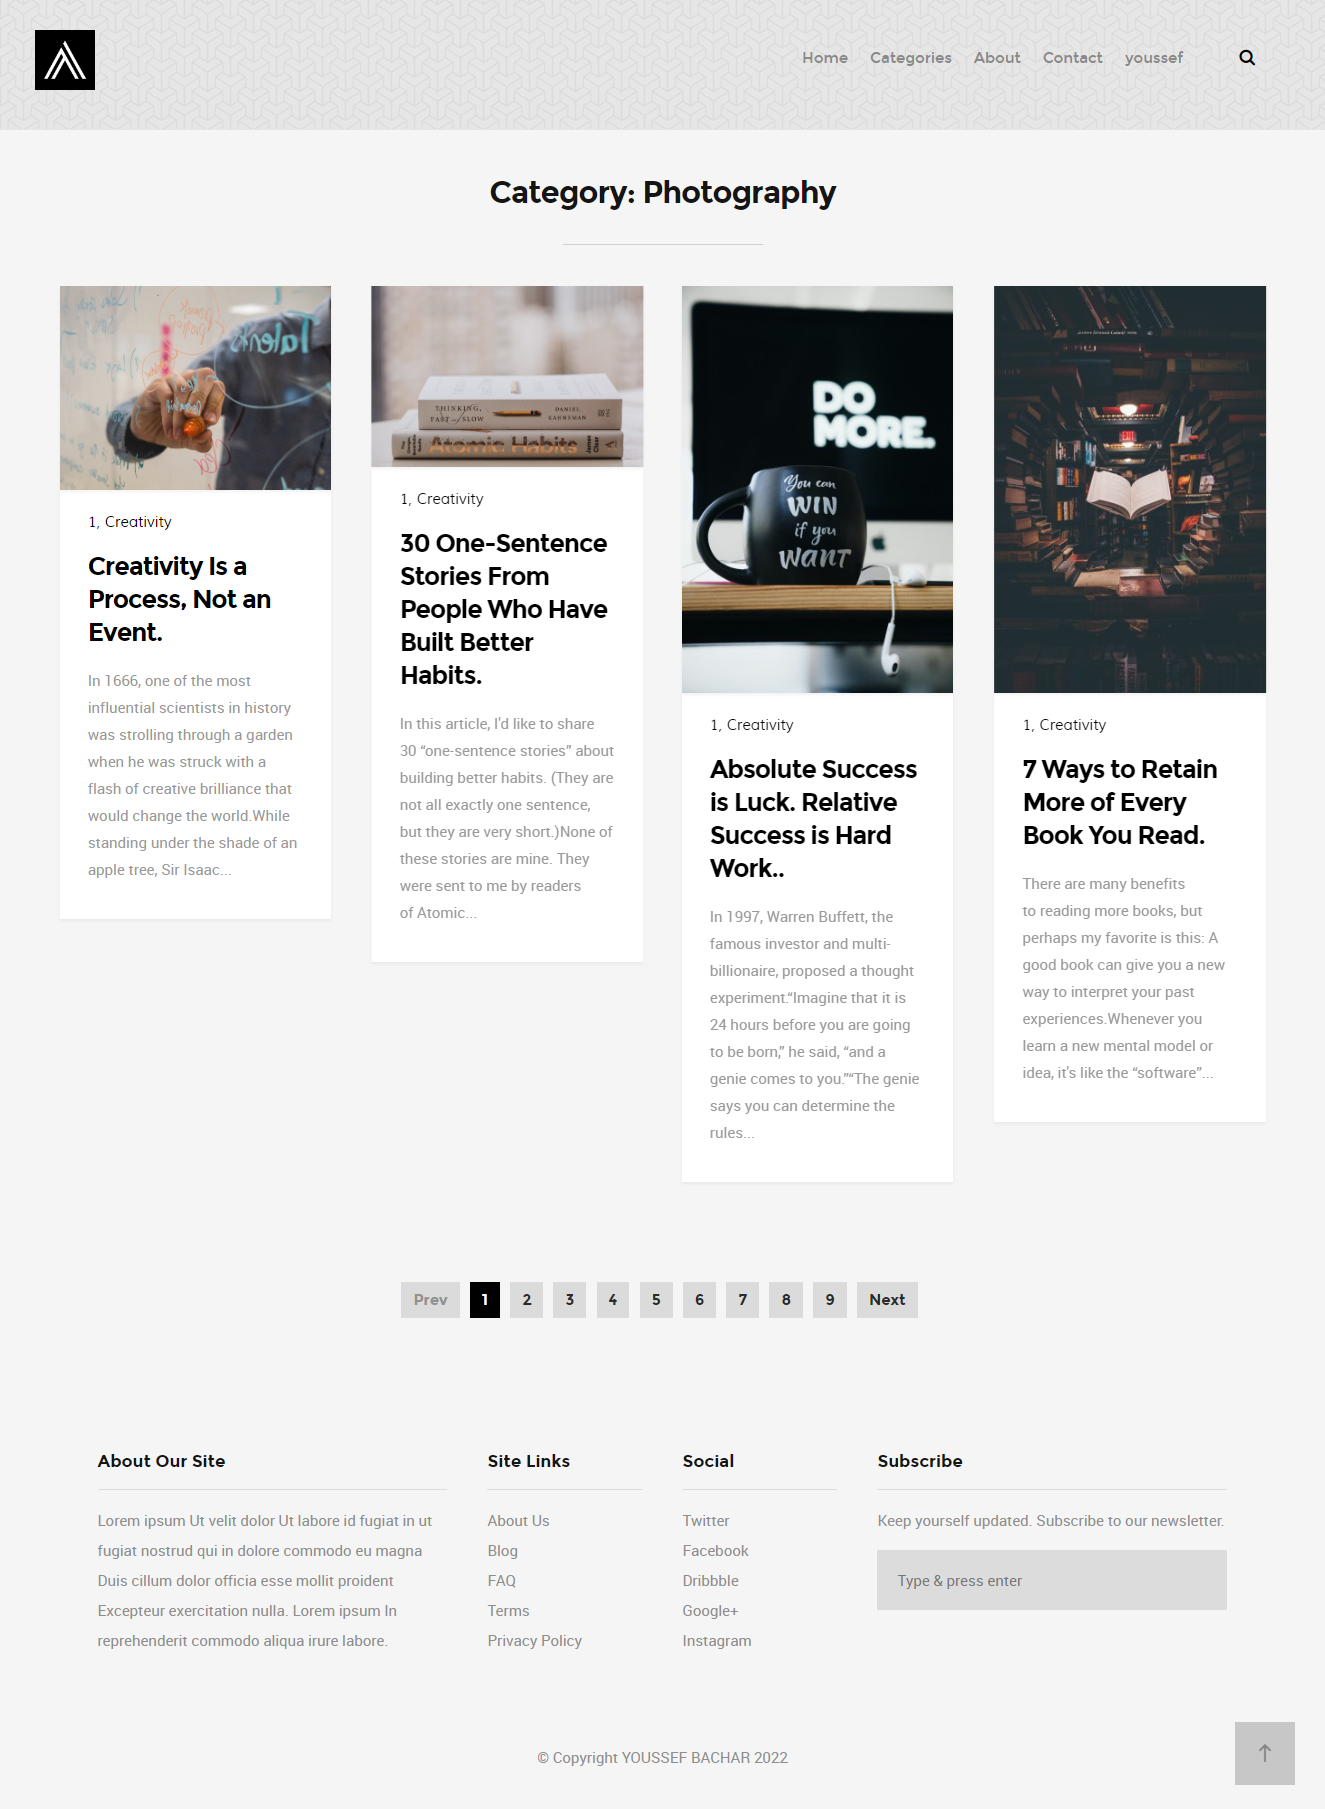 Home Categories About Contact youssef
Category: Photography
Talent
1, Creativity
Creativity Is a
Process, Not an
Event.
In 1666, one of the most
influential scientists in history
was strolling through a garden
when he was struck with a
flash of creative brilliance that
would change the world.While
standing under the shade of an
apple tree, Sir Isaac...
THINKING,
FAST and SLOW
DANIEL
KAHNEMAN
Atomic Habits
James
Clear
1, Creativity
30 One-Sentence
Stories From
People Who Have
Built Better
Habits.
In this article, I'd like to share
30 “one-sentence stories” about
building better habits. (They are
not all exactly one sentence,
but they are very short.)None of
these stories are mine. They
were sent to me by readers
of Atomic...
DO
MORE.
You can
WIN
if you
WANT
1, Creativity
Absolute Success
is Luck. Relative
Success is Hard
Work..
In 1997, Warren Buffett, the
famous investor and multi-
billionaire, proposed a thought
experiment.“Imagine that it is
24 hours before you are going
to be born,” he said, “and a
genie comes to you.”“The genie
says you can determine the
rules...
EXIT
1, Creativity
7 Ways to Retain
More of Every
Book You Read.
There are many benefits
to reading more books, but
perhaps my favorite is this: A
good book can give you a new
way to interpret your past
experiences.Whenever you
learn a new mental model or
idea, it's like the “software”...
Prev 1 2 3 4 5 6 7 8 9 Next
About Our Site
Lorem ipsum Ut velit dolor Ut labore id fugiat in ut
fugiat nostrud qui in dolore commodo eu magna
Duis cillum dolor officia esse mollit proident
Excepteur exercitation nulla. Lorem ipsum In
reprehenderit commodo aliqua irure labore.
Site Links
About Us
Blog
FAQ
Terms
Privacy Policy
Social
Twitter
Facebook
Dribbble
Google+
Instagram
Subscribe
Keep yourself updated. Subscribe to our newsletter.
Type & press enter
© Copyright YOUSSEF BACHAR 2022